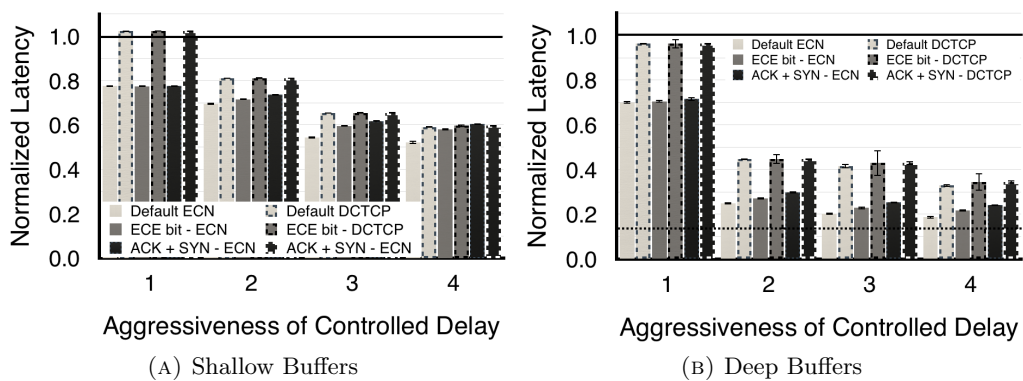 Normalized Latency
1.0
0.8
0.6
0.4
0.2
0.0
Default ECN
Default DCTCP
ECE bit - ECN
ECE bit - DCTCP
ACK + SYN - ECN
ACK + SYN - DCTCP
1 2 3 4
Aggressiveness of Controlled Delay
(A) Shallow Buffers
Normalized Latency
1.0
0.8
0.6
0.4
0.2
0.0
Default ECN
Default DCTCP
ECE bit - ECN
ECE bit - DCTCP
ACK + SYN - ECN
ACK + SYN - DCTCP
1 2 3 4
Aggressiveness of Controlled Delay
(B) Deep Buffers